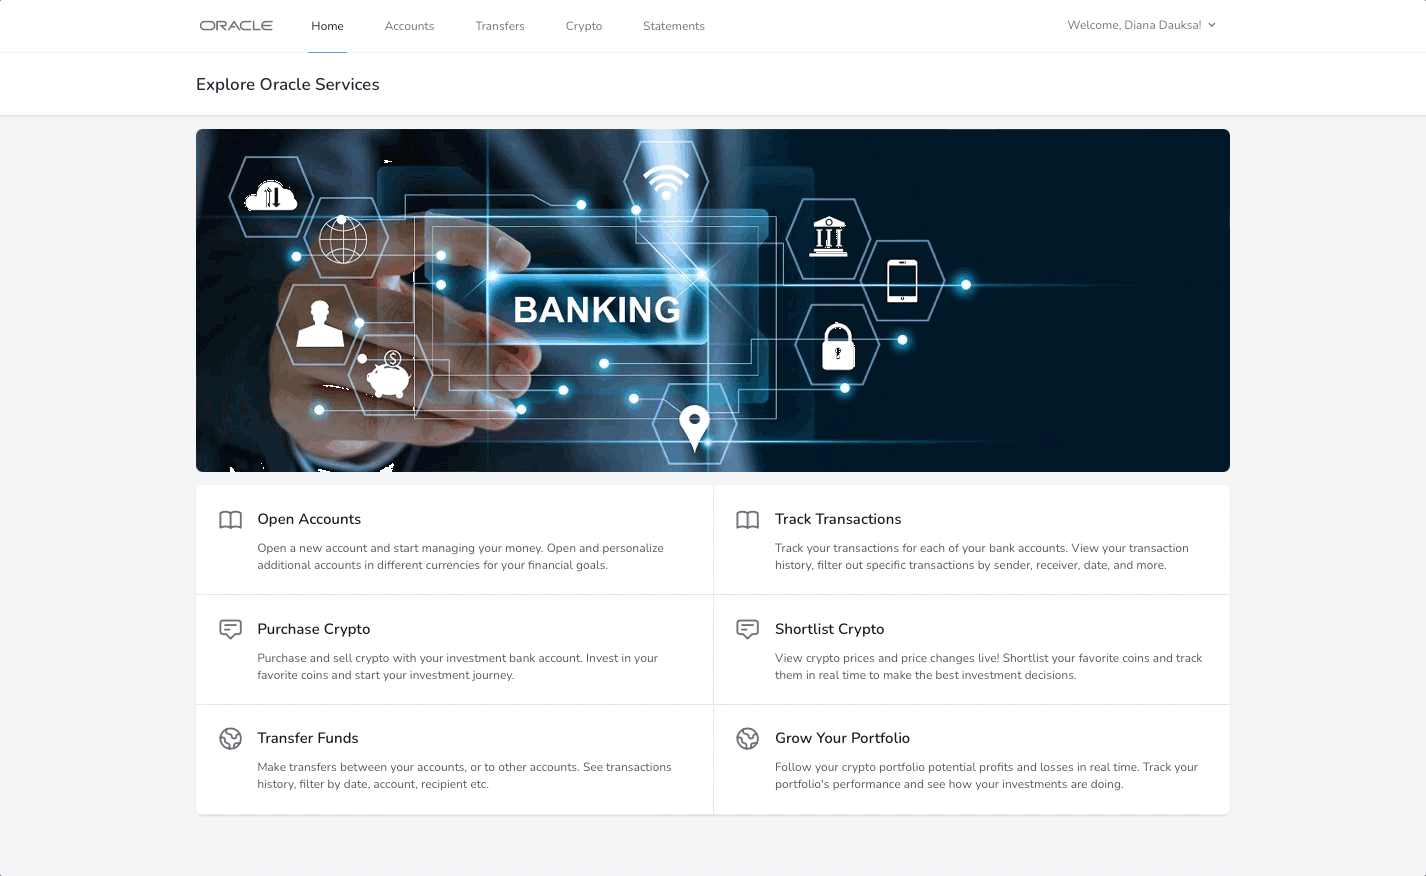 ORACLE
Home
Accounts
Transfers
Crypto
Statements
Welcome, Diana Dauksa!
Explore Oracle Services
BANKING
$
Open Accounts
Open a new account and start managing your money. Open and personalize
additional accounts in different currencies for your financial goals.
Track Transactions
Track your transactions for each of your bank accounts. View your transaction
history, filter out specific transactions by sender, receiver, date, and more.
Purchase Crypto
Purchase and sell crypto with your investment bank account. Invest in your
favorite coins and start your investment journey.
Shortlist Crypto
View crypto prices and price changes live! Shortlist your favorite coins and track
them in real time to make the best investment decisions.
Transfer Funds
Make transfers between your accounts, or to other accounts. See transactions
history, filter by date, account, recipient etc.
Grow Your Portfolio
Follow your crypto portfolio potential profits and losses in real time. Track your
portfolio's performance and see how your investments are doing.